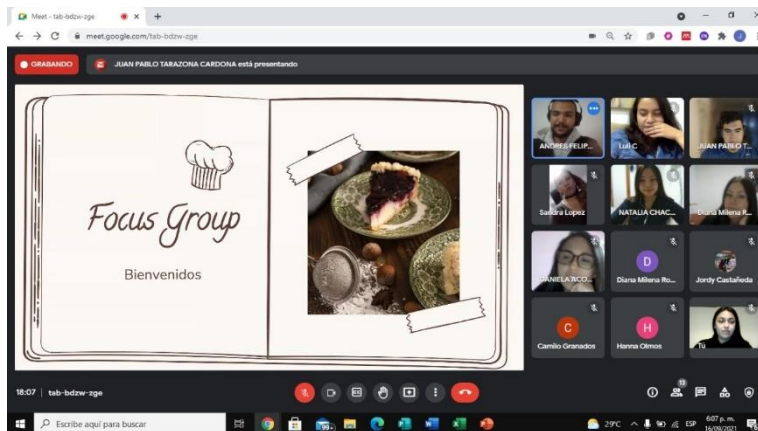 Meet - tab-bdzw-zge
meet.google.com/tab-bdzw-zge
GRABANDO
JUAN PABLO TARAZONA CARDONA está presentando
Focus Group
Bienvenidos
ANDRES FELIP...
Luli C
JUAN PABLO T...
Sandra Lopez
NATALIA CHAC...
Diana Milena R...
DANIELA ACO...
D
Diana Milena Ro...
Jordy Castañeda
C
Camilo Granados
H
Hanna Olmos
Tú
18:07 tab-bdzw-zge
13
Escribe aquí para buscar
99+
29°C
ESP
6:07 p. m.
16/09/2021